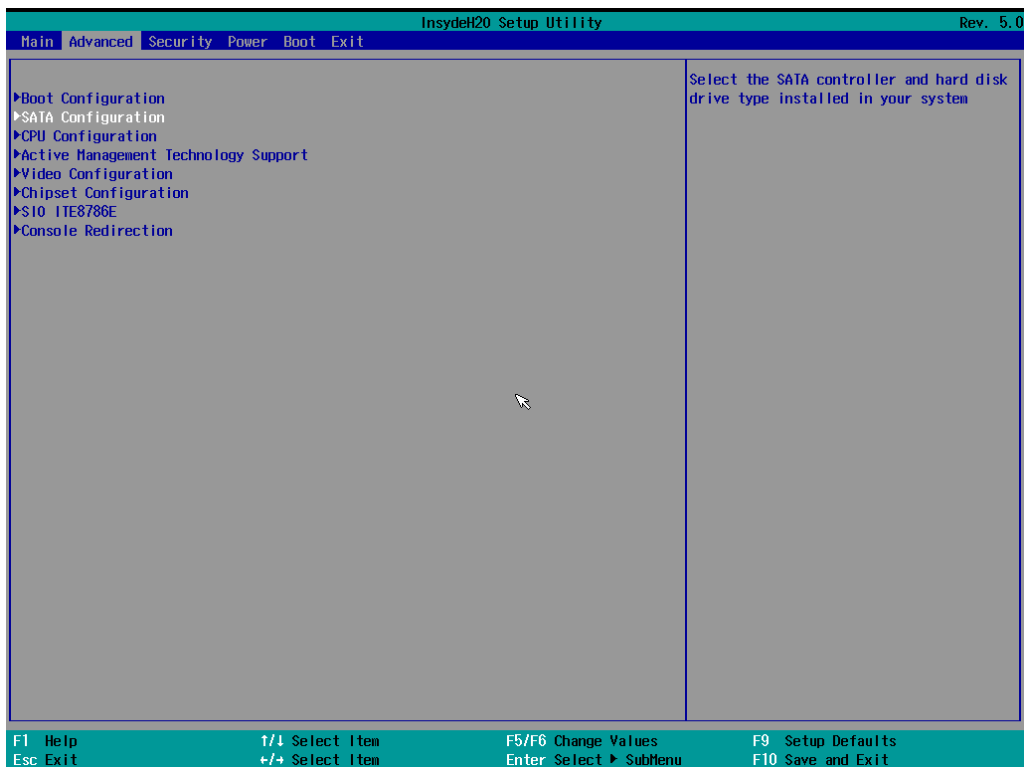 InsydeH2O Setup Utility Rev. 5.0
Main Advanced Security Power Boot Exit
Select the SATA controller and hard disk
drive type installed in your system
▶Boot Configuration
▶SATA Configuration
▶CPU Configuration
▶Active Management Technology Support
▶Video Configuration
▶Chipset Configuration
▶SIO ITE8786E
▶Console Redirection
F1 Help ↑/↓ Select Item F5/F6 Change Values F9 Setup Defaults
Esc Exit ←/→ Select Item Enter Select ▶ SubMenu F10 Save and Exit